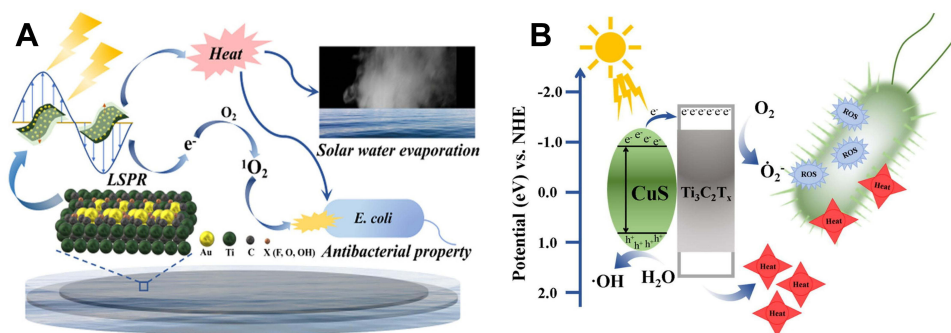 A
Heat
O₂
e⁻
¹O₂
LSPR
Solar water evaporation
E. coli
Antibacterial property
Au Ti C X (F, O, OH)
B
Potential (eV) vs. NHE
-2.0
-1.0
0.0
1.0
2.0
e⁻
e⁻ e⁻ e⁻ e⁻ e⁻ e⁻
e⁻ e⁻ e⁻ e⁻
CuS
Ti₃C₂Tₓ
h⁺ h⁺ h⁺ h⁺
·OH
H₂O
O₂
Ȯ₂⁻
ROS
ROS
ROS
Heat
Heat
Heat
Heat
Heat